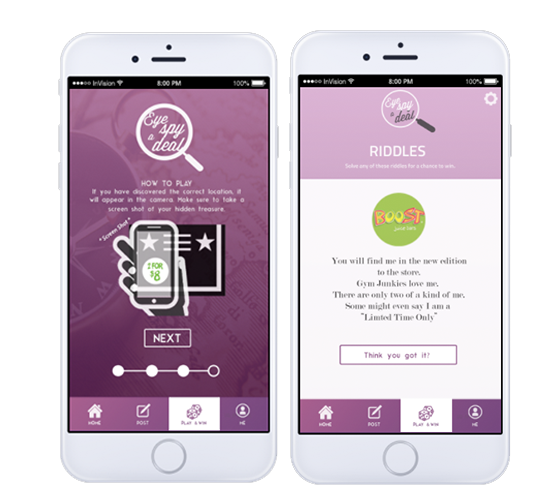 InVision 8:00 PM 100%
Eye
spy
a
deal
HOW TO PLAY
If you have discovered the correct location, it
will appear in the camera. Make sure to take a
screen shot of your hidden treasure.
*Screen Shot*
2 FOR
$8
NEXT
HOME POST PLAY & WIN ME
InVision 8:00 PM 100%
Eye
spy
a
deal
RIDDLES
Solve any of these riddles for a chance to win.
BOOST
juice bars
You will find me in the new edition
to the store,
Gym Junkies love me,
There are only two of a kind of me,
Some might even say I am a
"Limted Time Only"
Think you got it?
HOME POST PLAY & WIN ME